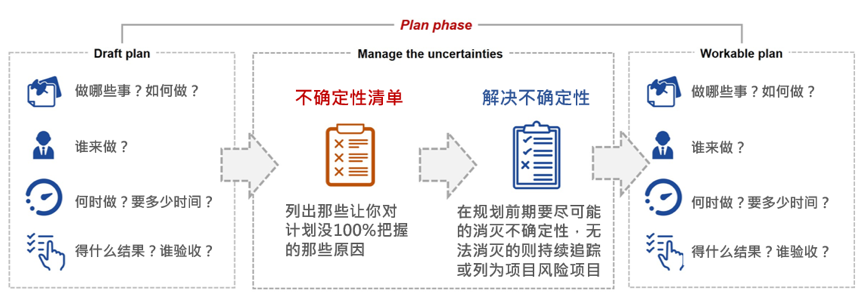 Plan phase
Draft plan
做哪些事？如何做？
谁来做？
何时做？要多少时间？
得什么结果？谁验收？
Manage the uncertainties
不确定性清单
列出那些让你对
计划没100%把握
的那些原因
解决不确定性
在规划前期要尽可能
的消灭不确定性，无
法消灭的则持续追踪
或列为项目风险项目
Workable plan
做哪些事？如何做？
谁来做？
何时做？要多少时间？
得什么结果？谁验收？